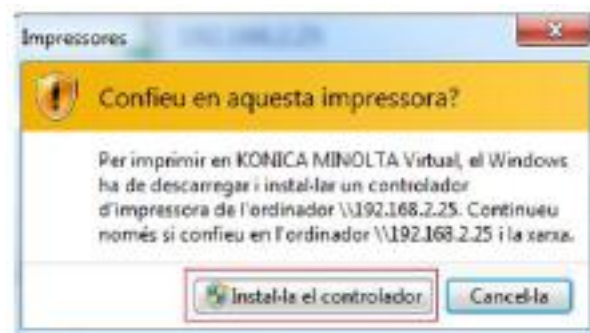 Impressores
Confieu en aquesta impressora?
Per imprimir en KONICA MINOLTA Virtual, el Windows
ha de descarregar i instal·lar un controlador
d'impressora de l'ordinador \\192.168.2.25. Continueu
només si confieu en l'ordinador \\192.168.2.25 i la xarxa.
Instal·la el controlador
Cancel·la